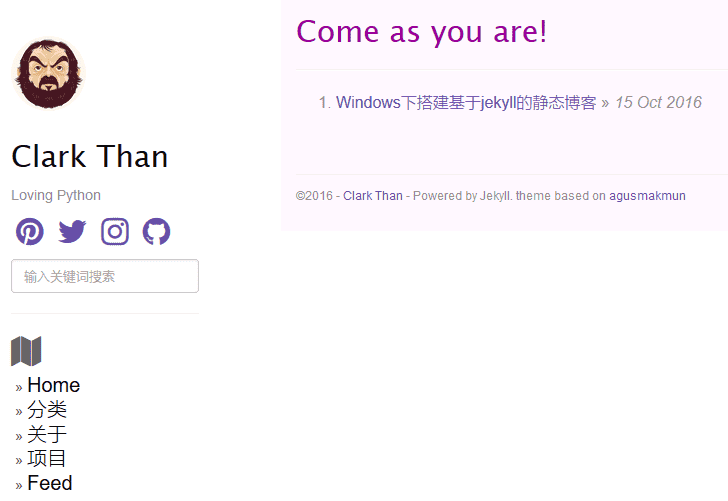 Clark Than
Loving Python
输入关键词搜索
» Home
» 分类
» 关于
» 项目
» Feed
Come as you are!
1. Windows下搭建基于jekyll的静态博客 » 15 Oct 2016
©2016 - Clark Than - Powered by Jekyll. theme based on agusmakmun